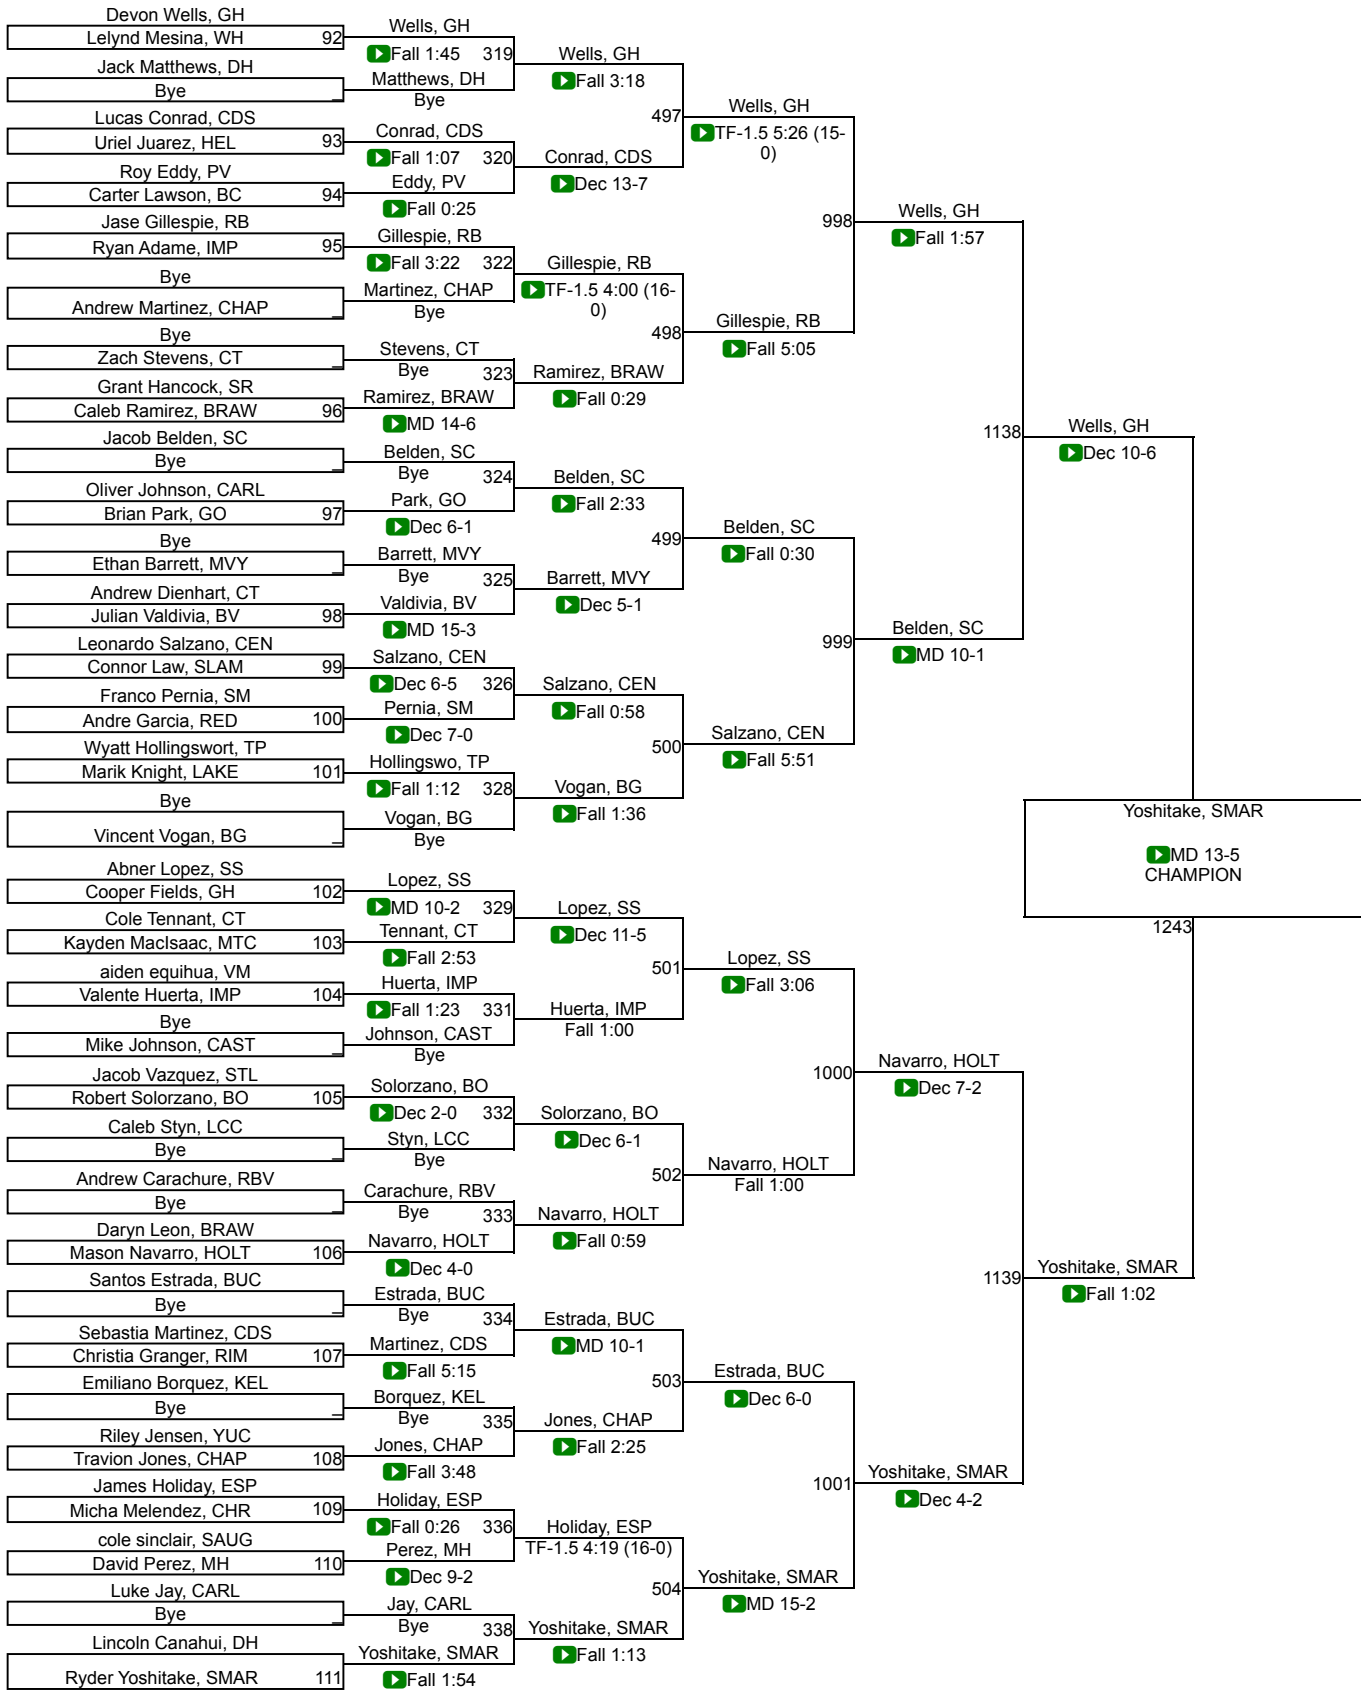 Devon Wells, GH
Lelynd Mesina, WH 92
Jack Matthews, DH
Bye _
Lucas Conrad, CDS
Uriel Juarez, HEL 93
Roy Eddy, PV
Carter Lawson, BC 94
Jase Gillespie, RB
Ryan Adame, IMP 95
Bye
Andrew Martinez, CHAP _
Bye
Zach Stevens, CT _
Grant Hancock, SR
Caleb Ramirez, BRAW 96
Jacob Belden, SC
Bye _
Oliver Johnson, CARL
Brian Park, GO 97
Bye
Ethan Barrett, MVY _
Andrew Dienhart, CT
Julian Valdivia, BV 98
Leonardo Salzano, CEN
Connor Law, SLAM 99
Franco Pernia, SM
Andre Garcia, RED 100
Wyatt Hollingswort, TP
Marik Knight, LAKE 101
Bye
Vincent Vogan, BG _
Abner Lopez, SS
Cooper Fields, GH 102
Cole Tennant, CT
Kayden MacIsaac, MTC 103
aiden equihua, VM
Valente Huerta, IMP 104
Bye
Mike Johnson, CAST _
Jacob Vazquez, STL
Robert Solorzano, BO 105
Caleb Styn, LCC
Bye _
Andrew Carachure, RBV
Bye _
Daryn Leon, BRAW
Mason Navarro, HOLT 106
Santos Estrada, BUC
Bye _
Sebastia Martinez, CDS
Christia Granger, RIM 107
Emiliano Borquez, KEL
Bye _
Riley Jensen, YUC
Travion Jones, CHAP 108
James Holiday, ESP
Micha Melendez, CHR 109
cole sinclair, SAUG
David Perez, MH 110
Luke Jay, CARL
Bye _
Lincoln Canahui, DH
Ryder Yoshitake, SMAR 111
Wells, GH
Fall 1:45 319
Matthews, DH
Bye
Conrad, CDS
Fall 1:07 320
Eddy, PV
Fall 0:25
Gillespie, RB
Fall 3:22 322
Martinez, CHAP
Bye
Stevens, CT
Bye 323
Ramirez, BRAW
MD 14-6
Belden, SC
Bye 324
Park, GO
Dec 6-1
Barrett, MVY
Bye 325
Valdivia, BV
MD 15-3
Salzano, CEN
Dec 6-5 326
Pernia, SM
Dec 7-0
Hollingswo, TP
Fall 1:12 328
Vogan, BG
Bye
Lopez, SS
MD 10-2 329
Tennant, CT
Fall 2:53
Huerta, IMP
Fall 1:23 331
Johnson, CAST
Bye
Solorzano, BO
Dec 2-0 332
Styn, LCC
Bye
Carachure, RBV
Bye 333
Navarro, HOLT
Dec 4-0
Estrada, BUC
Bye 334
Martinez, CDS
Fall 5:15
Borquez, KEL
Bye 335
Jones, CHAP
Fall 3:48
Holiday, ESP
Fall 0:26 336
Perez, MH
Dec 9-2
Jay, CARL
Bye 338
Yoshitake, SMAR
Fall 1:54
Wells, GH
Fall 3:18
497
Conrad, CDS
Dec 13-7
Gillespie, RB
TF-1.5 4:00 (16-
0)
498
Ramirez, BRAW
Fall 0:29
Belden, SC
Fall 2:33
499
Barrett, MVY
Dec 5-1
Salzano, CEN
Fall 0:58
500
Vogan, BG
Fall 1:36
Lopez, SS
Dec 11-5
501
Huerta, IMP
Fall 1:00
Solorzano, BO
Dec 6-1
502
Navarro, HOLT
Fall 0:59
Estrada, BUC
MD 10-1
503
Jones, CHAP
Fall 2:25
Holiday, ESP
TF-1.5 4:19 (16-0)
504
Yoshitake, SMAR
Fall 1:13
Wells, GH
TF-1.5 5:26 (15-
0)
998
Gillespie, RB
Fall 5:05
Belden, SC
Fall 0:30
999
Salzano, CEN
Fall 5:51
Lopez, SS
Fall 3:06
1000
Navarro, HOLT
Fall 1:00
Estrada, BUC
Dec 6-0
1001
Yoshitake, SMAR
MD 15-2
Wells, GH
Fall 1:57
1138
Belden, SC
MD 10-1
Navarro, HOLT
Dec 7-2
1139
Yoshitake, SMAR
Dec 4-2
Wells, GH
Dec 10-6
Yoshitake, SMAR
Fall 1:02
Yoshitake, SMAR
MD 13-5
CHAMPION
1243